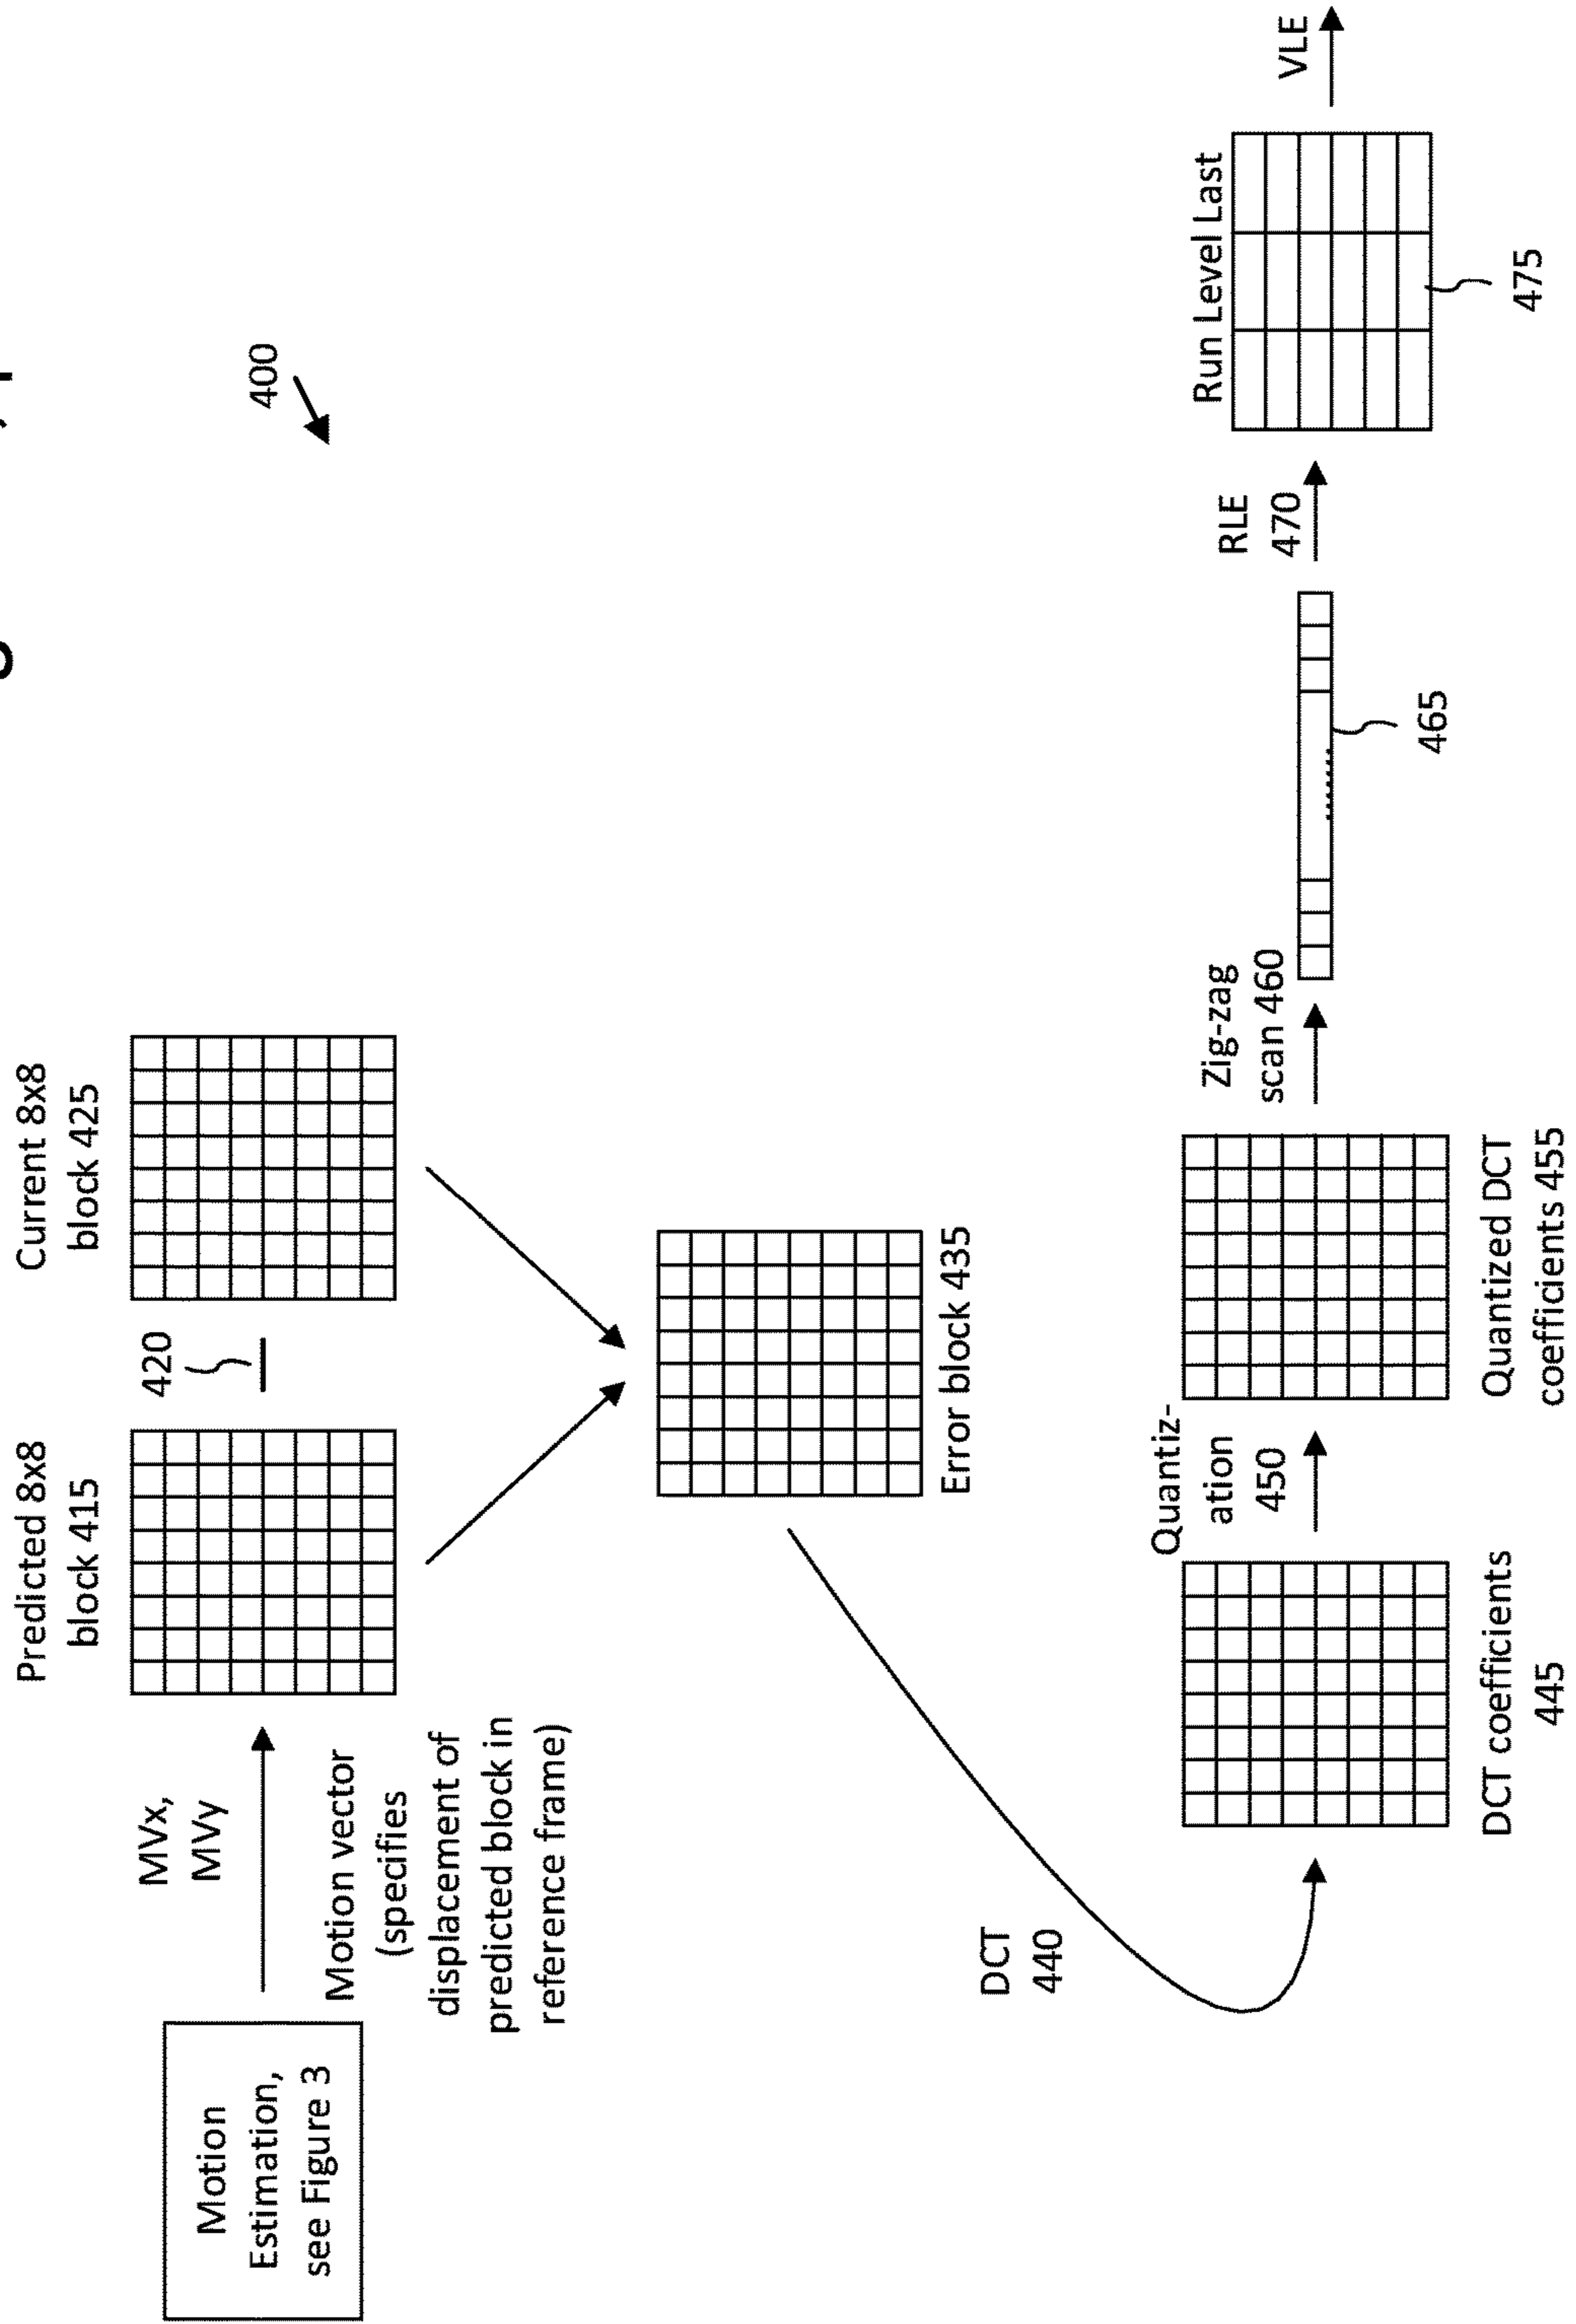 400
Motion
Estimation,
see Figure 3
MVx,
MVy
Motion vector
(specifies
displacement of
predicted block in
reference frame)
Predicted 8x8
block 415
420
Current 8x8
block 425
Error block 435
DCT
440
DCT coefficients
445
Quantiz-
ation
450
Quantized DCT
coefficients 455
Zig-zag
scan 460
465
RLE
470
Run Level Last
475
VLE